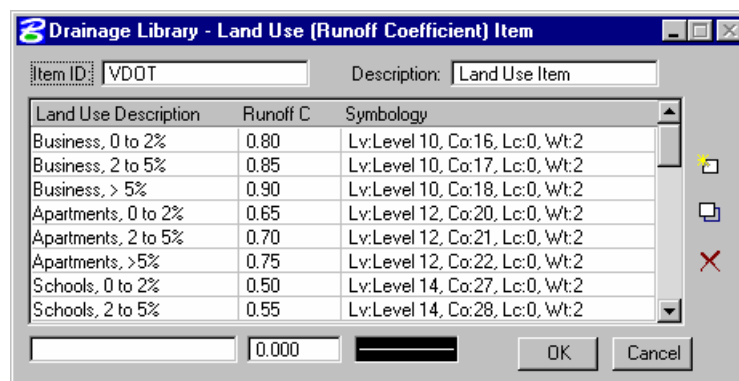 Drainage Library - Land Use (Runoff Coefficient) Item
Item ID: VDOT Description: Land Use Item
Land Use Description Runoff C Symbology
Business, 0 to 2% 0.80 Lv:Level 10, Co:16, Lc:0, Wt:2
Business, 2 to 5% 0.85 Lv:Level 10, Co:17, Lc:0, Wt:2
Business, > 5% 0.90 Lv:Level 10, Co:18, Lc:0, Wt:2
Apartments, 0 to 2% 0.65 Lv:Level 12, Co:20, Lc:0, Wt:2
Apartments, 2 to 5% 0.70 Lv:Level 12, Co:21, Lc:0, Wt:2
Apartments, >5% 0.75 Lv:Level 12, Co:22, Lc:0, Wt:2
Schools, 0 to 2% 0.50 Lv:Level 14, Co:27, Lc:0, Wt:2
Schools, 2 to 5% 0.55 Lv:Level 14, Co:28, Lc:0, Wt:2
0.000 OK Cancel